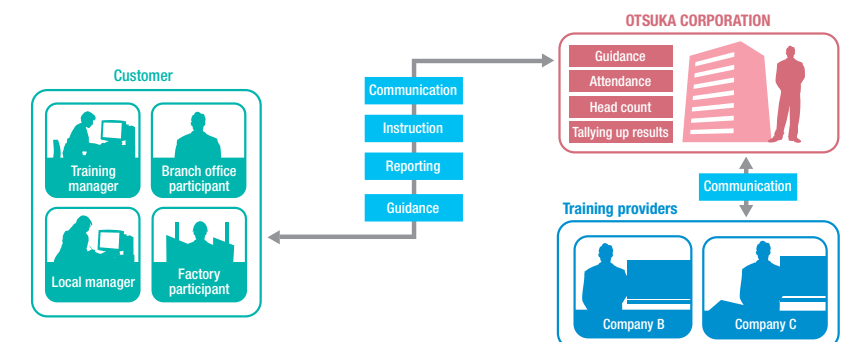 Customer
Training
manager
Branch office
participant
Local manager
Factory
participant
Communication
Instruction
Reporting
Guidance
OTSUKA CORPORATION
Guidance
Attendance
Head count
Tallying up results
Communication
Training providers
Company B
Company C